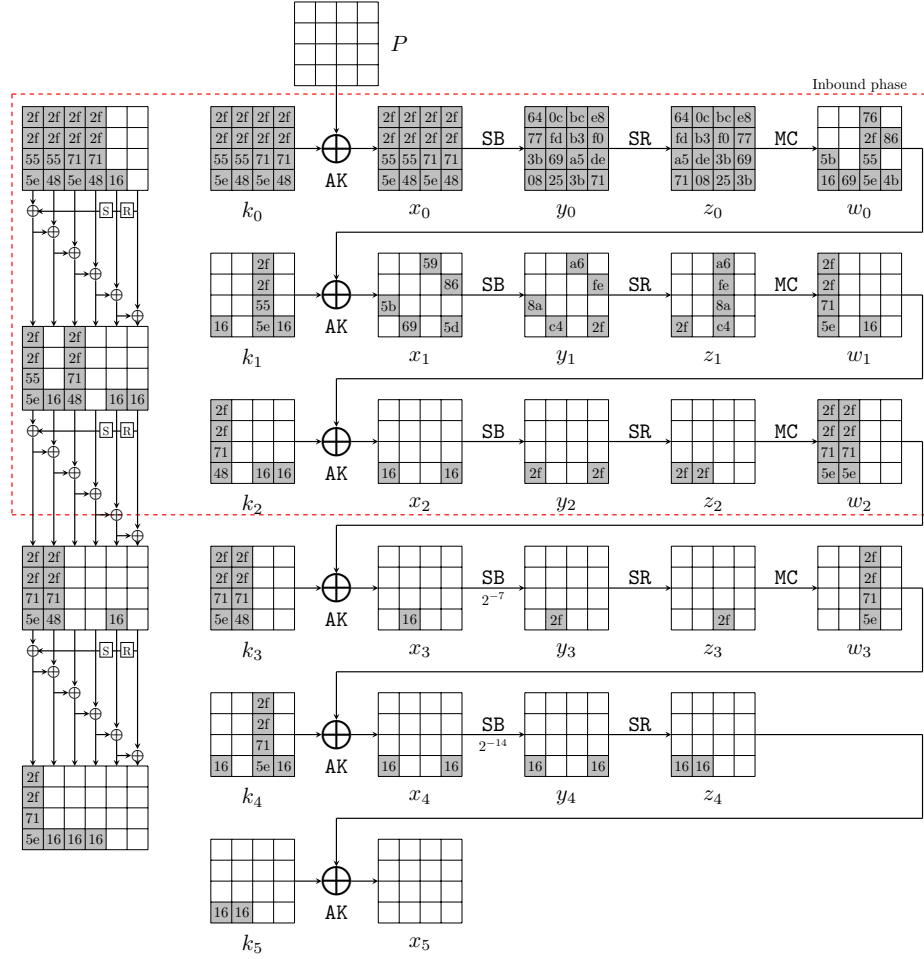 P
Inbound phase
2f 2f 2f 2f
2f 2f 2f 2f
55 55 71 71
5e 48 5e 48 16
S R
2f 2f
2f 2f
55 71
5e 16 48 16 16
S R
2f 2f
2f 2f
71 71
5e 48 16
S R
2f
2f
71
5e 16 16 16
2f 2f 2f 2f
2f 2f 2f 2f
55 55 71 71
5e 48 5e 48
k0
AK
2f 2f 2f 2f
2f 2f 2f 2f
55 55 71 71
5e 48 5e 48
x0
SB
64 0c bc e8
77 fd b3 f0
3b 69 a5 de
08 25 3b 71
y0
SR
64 0c bc e8
fd b3 f0 77
a5 de 3b 69
71 08 25 3b
z0
MC
76
2f 86
5b 55
16 69 5e 4b
w0
2f
2f
55
16 5e 16
k1
AK
59
86
5b
69 5d
x1
SB
a6
fe
8a
c4 2f
y1
SR
a6
fe
8a
2f c4
z1
MC
2f
2f
71
5e 16
w1
2f
2f
71
48 16 16
k2
AK
16 16
x2
SB
2f 2f
y2
SR
2f 2f
z2
MC
2f 2f
2f 2f
71 71
5e 5e
w2
2f 2f
2f 2f
71 71
5e 48
k3
AK
16
x3
SB
2^-7
2f
y3
SR
2f
z3
MC
2f
2f
71
5e
w3
2f
2f
71
16 5e 16
k4
AK
16 16
x4
SB
2^-14
16 16
y4
SR
16 16
z4
16 16
k5
AK
x5